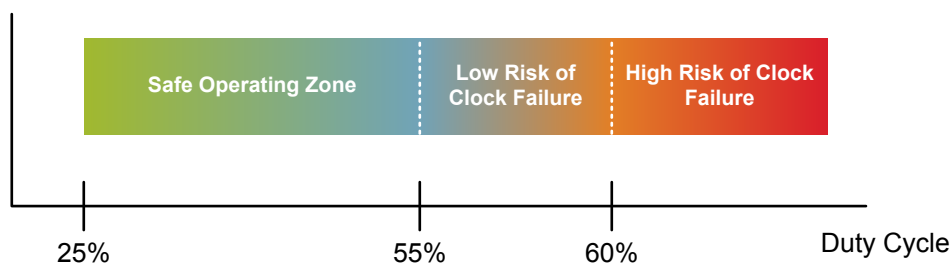 Safe Operating Zone
Low Risk of
Clock Failure
High Risk of Clock
Failure
25%
55%
60%
Duty Cycle